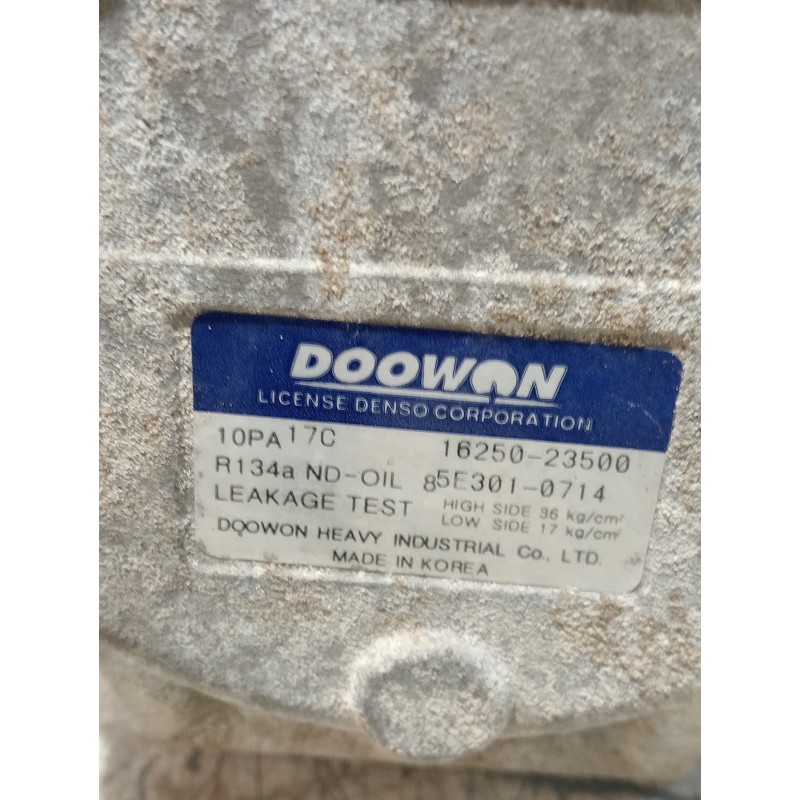 DOOWON
LICENSE DENSO CORPORATION
10PA17C 16250-23500
R134a ND-OIL 8 5E301-0714
LEAKAGE TEST HIGH SIDE 36 kg/cm²
LOW SIDE 17 kg/cm²
DOOWON HEAVY INDUSTRIAL Co., LTD.
MADE IN KOREA